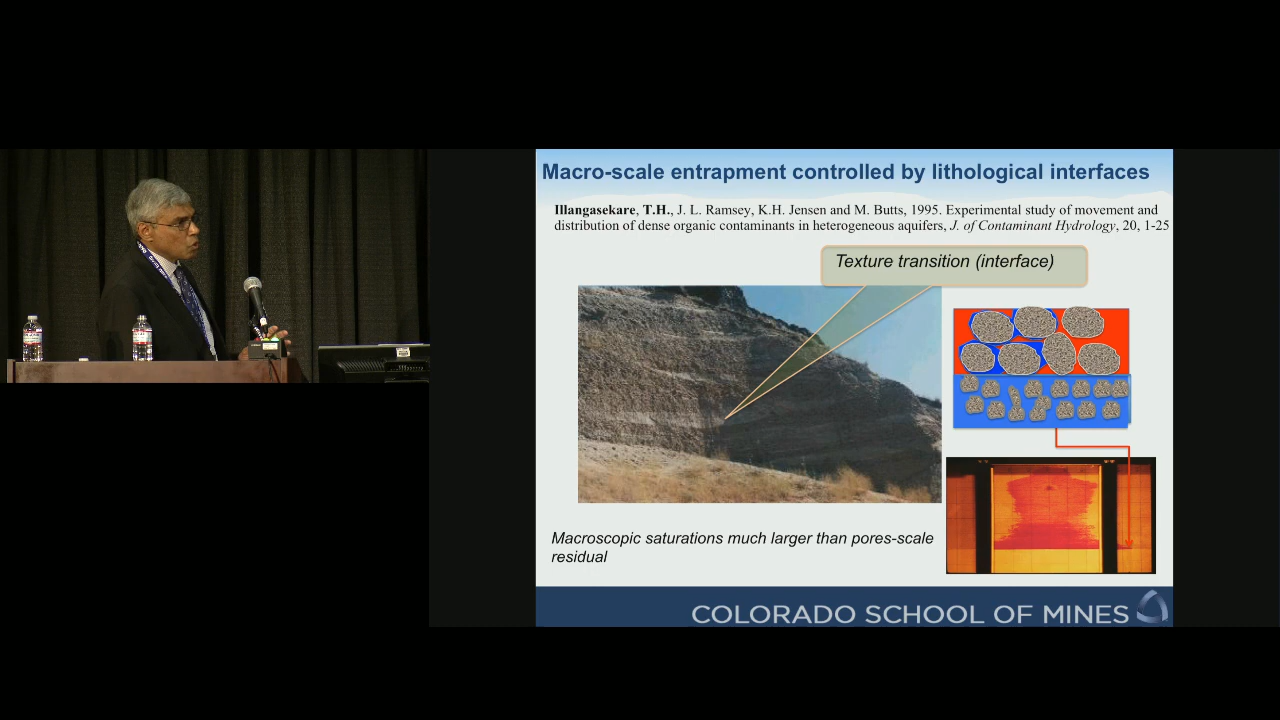 Macro-scale entrapment controlled by lithological interfaces
Illangasekare, T.H., J. L. Ramsey, K.H. Jensen and M. Butts, 1995. Experimental study of movement and
distribution of dense organic contaminants in heterogeneous aquifers, J. of Contaminant Hydrology, 20, 1-25
Texture transition (interface)
Macroscopic saturations much larger than pores-scale
residual
COLORADO SCHOOL OF MINES